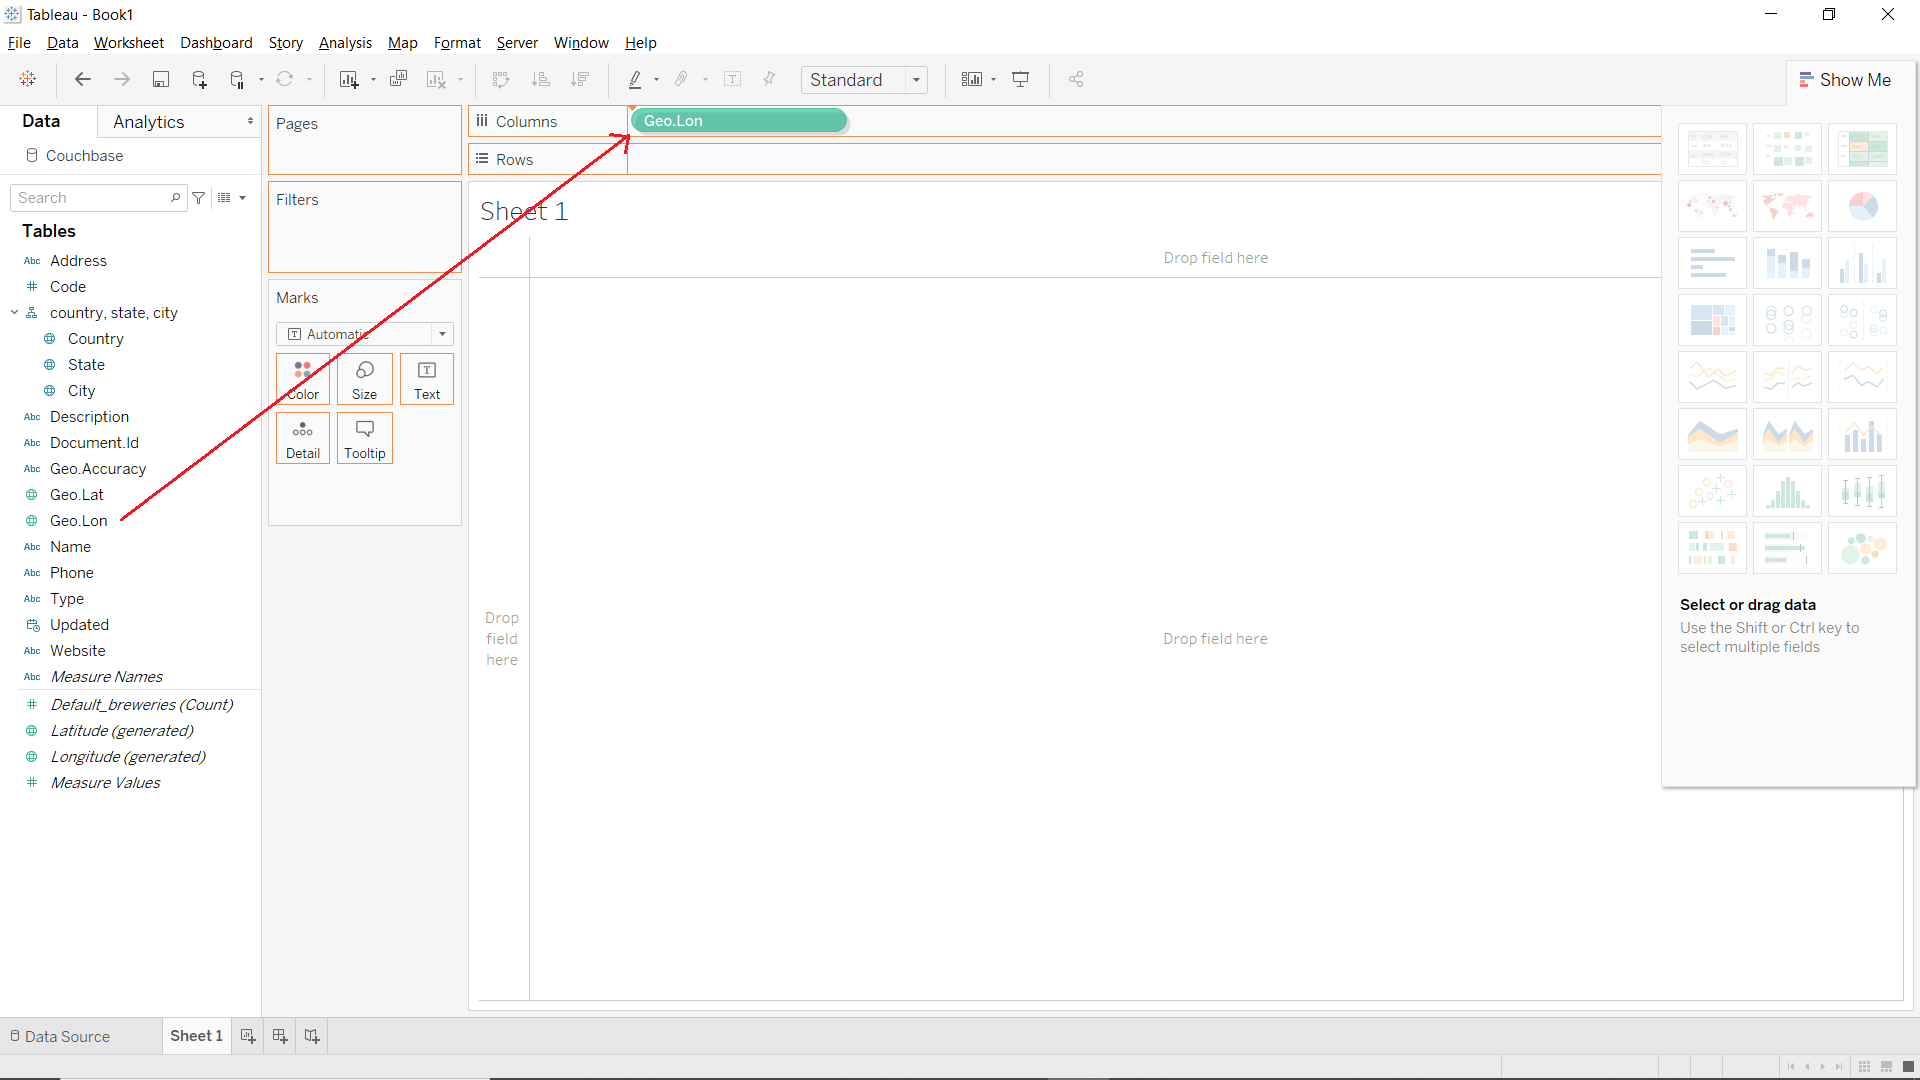 Tableau - Book1
File Data Worksheet Dashboard Story Analysis Map Format Server Window Help
Standard
Show Me
Data
Analytics
Couchbase
Search
Tables
Abc Address
# Code
country, state, city
Country
State
City
Abc Description
Abc Document.Id
Abc Geo.Accuracy
Geo.Lat
Geo.Lon
Abc Name
Abc Phone
Abc Type
Updated
Abc Website
Abc Measure Names
# Default_breweries (Count)
Latitude (generated)
Longitude (generated)
# Measure Values
Pages
Filters
Marks
T Automatic
Color
Size
T Text
Detail
Tooltip
Columns
Geo.Lon
Rows
Sheet 1
Drop field here
Drop
field
here
Drop field here
Select or drag data
Use the Shift or Ctrl key to
select multiple fields
Data Source
Sheet 1